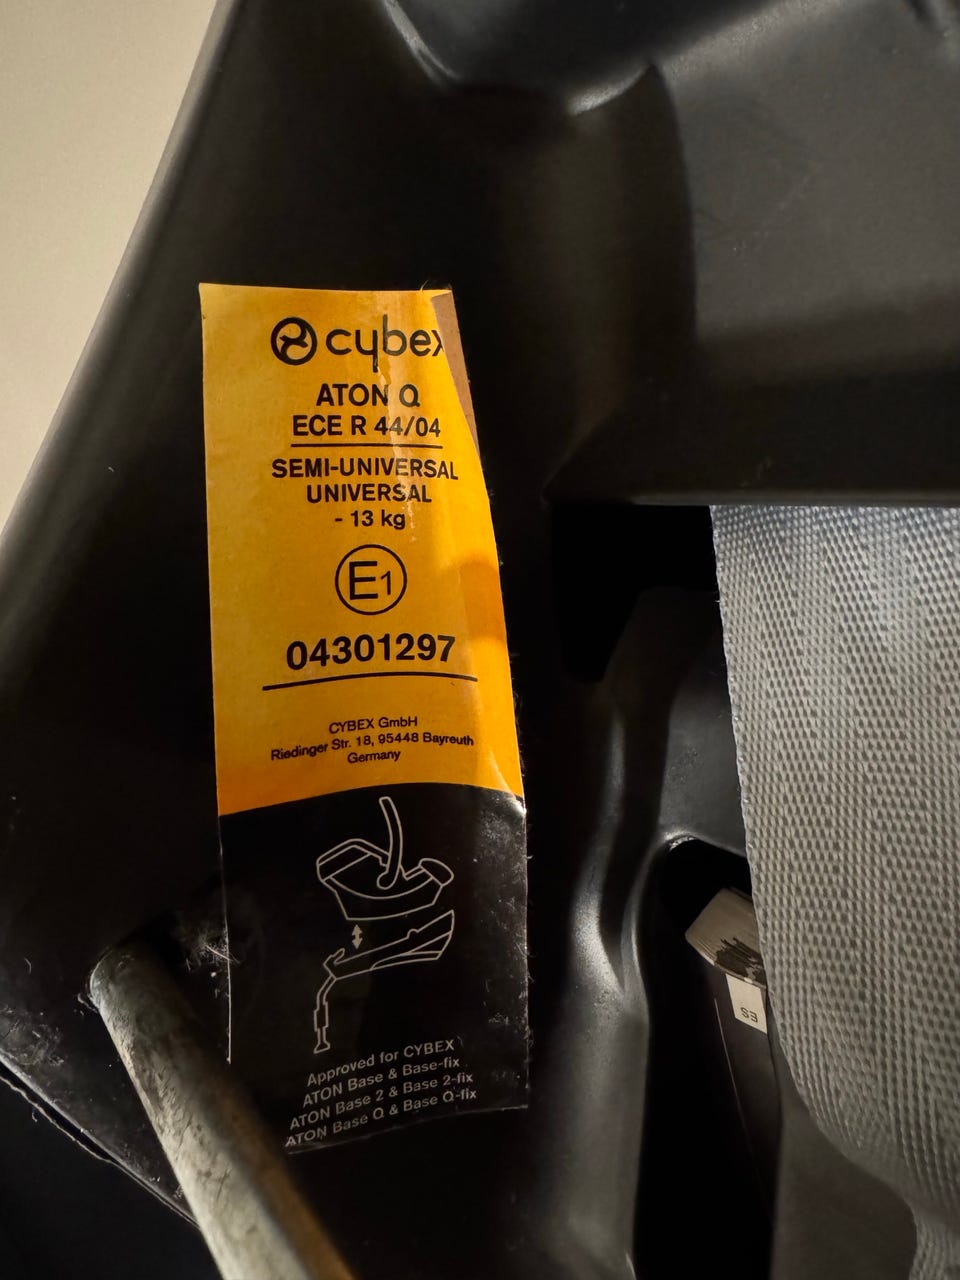 cybex
ATON Q
ECE R 44/04
SEMI-UNIVERSAL
UNIVERSAL
- 13 kg
E1
04301297
CYBEX GmbH
Riedinger Str. 18, 95448 Bayreuth
Germany
Approved for CYBEX
ATON Base & Base-fix
ATON Base 2 & Base 2-fix
ATON Base Q & Base Q-fix
ES